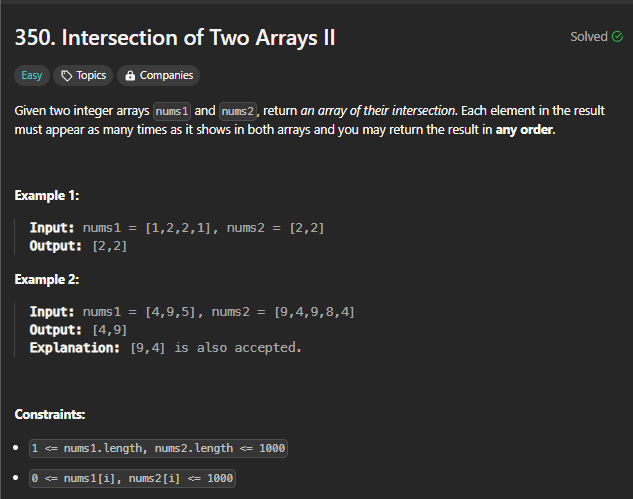 350. Intersection of Two Arrays II
Solved
Easy Topics Companies
Given two integer arrays nums1 and nums2, return an array of their intersection. Each element in the result
must appear as many times as it shows in both arrays and you may return the result in any order.
Example 1:
Input: nums1 = [1,2,2,1], nums2 = [2,2]
Output: [2,2]
Example 2:
Input: nums1 = [4,9,5], nums2 = [9,4,9,8,4]
Output: [4,9]
Explanation: [9,4] is also accepted.
Constraints:
• 1 <= nums1.length, nums2.length <= 1000
• 0 <= nums1[i], nums2[i] <= 1000